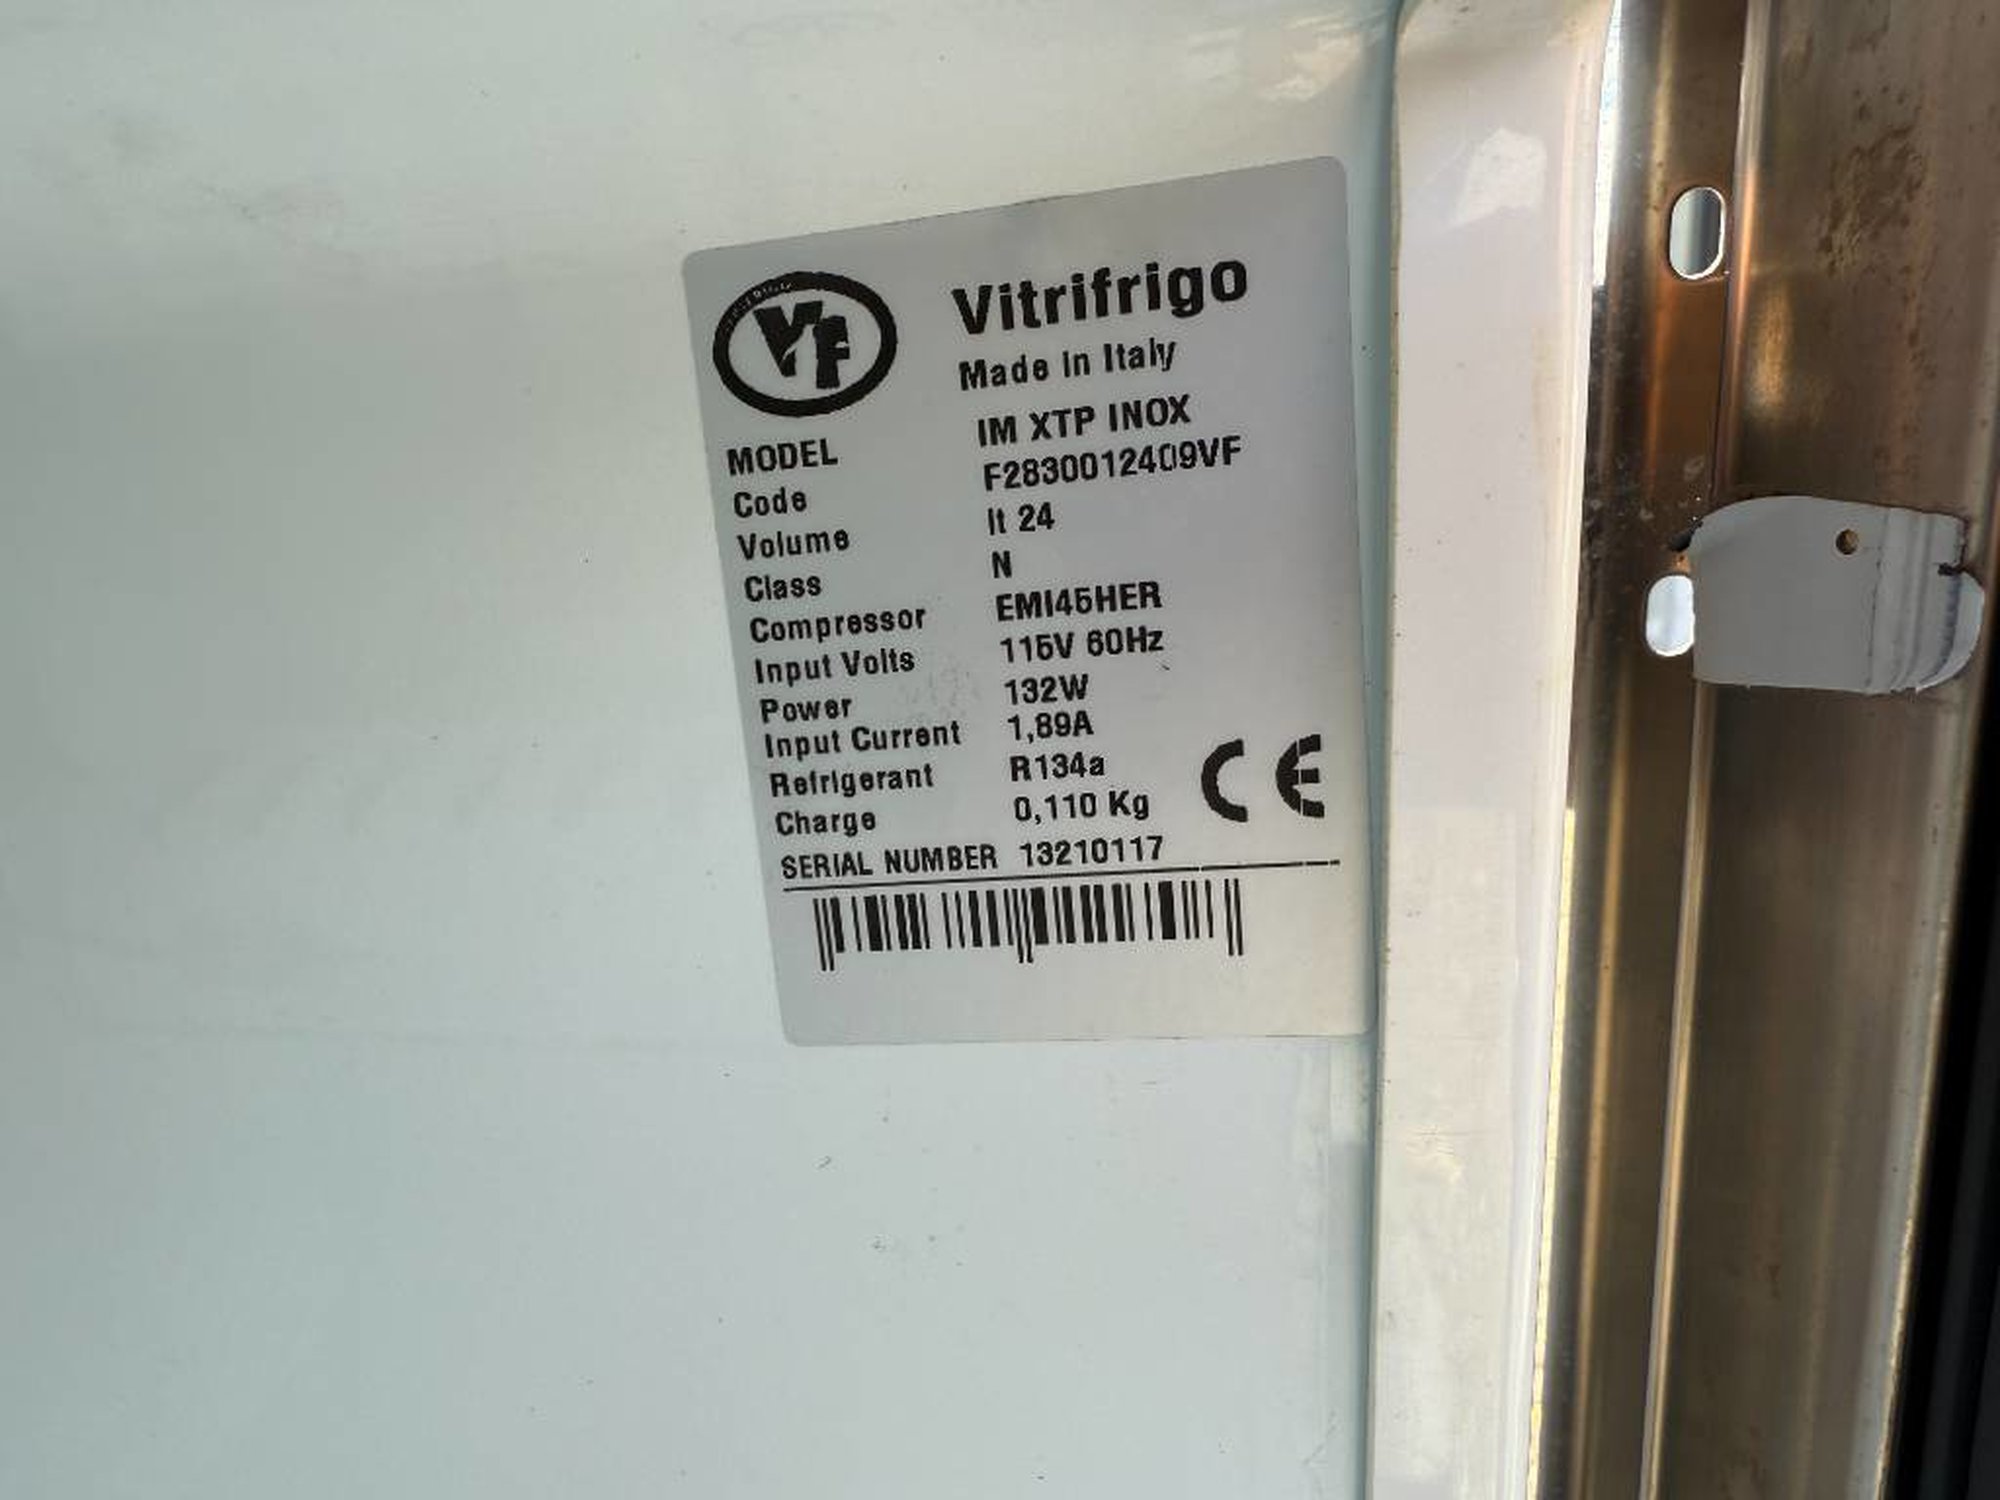 VF
Vitrifrigo
Made in Italy
MODEL IM XTP INOX
Code F2830012409VF
Volume lt 24
Class N
Compressor EMI45HER
Input Volts 115V 60Hz
Power 132W
Input Current 1,89A
Refrigerant R134a
Charge 0,110 Kg
CE
SERIAL NUMBER 13210117